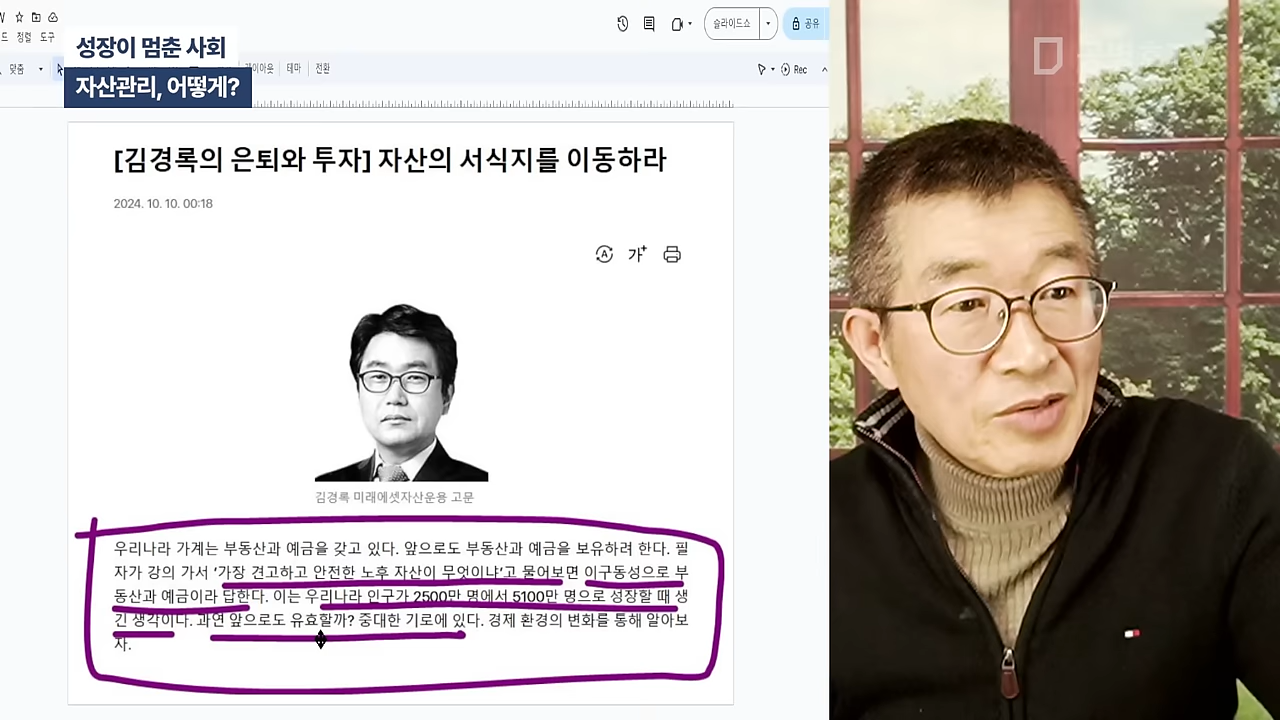 성장이 멈춘 사회
자산관리, 어떻게?
정렬 도구
슬라이드쇼
공유
맞춤
테마
전환
Rec
[김경록의 은퇴와 투자] 자산의 서식지를 이동하라
2024. 10. 10. 00:18
가+
김경록 미래에셋자산운용 고문
우리나라 가계는 부동산과 예금을 갖고 있다. 앞으로도 부동산과 예금을 보유하려 한다. 필
자가 강의 가서 ‘가장 견고하고 안전한 노후 자산이 무엇이냐’고 물어보면 이구동성으로 부
동산과 예금이라 답한다. 이는 우리나라 인구가 2500만 명에서 5100만 명으로 성장할 때 생
긴 생각이다. 과연 앞으로도 유효할까? 중대한 기로에 있다. 경제 환경의 변화를 통해 알아보
자.